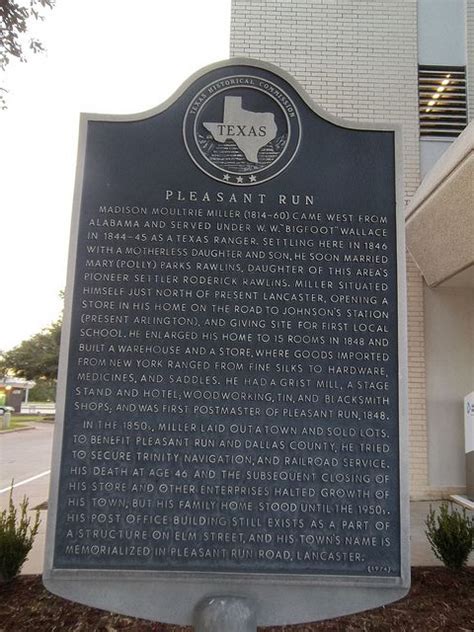 TEXAS HISTORICAL COMMISSION
TEXAS
PLEASANT RUN
MADISON MOULTRIE MILLER (1814-60) CAME WEST FROM
ALABAMA AND SERVED UNDER W. W. "BIGFOOT" WALLACE
IN 1844-45 AS A TEXAS RANGER. SETTLING HERE IN 1846
WITH A MOTHERLESS DAUGHTER AND SON, HE SOON MARRIED
MARY (POLLY) PARKS RAWLINS, DAUGHTER OF THIS AREA'S
PIONEER SETTLER RODERICK RAWLINS. MILLER SITUATED
HIMSELF JUST NORTH OF PRESENT LANCASTER, OPENING A
STORE IN HIS HOME ON THE ROAD TO JOHNSON'S STATION
(PRESENT ARLINGTON), AND GIVING SITE FOR FIRST LOCAL
SCHOOL. HE ENLARGED HIS HOME TO 15 ROOMS IN 1848 AND
BUILT A WAREHOUSE AND A STORE, WHERE GOODS IMPORTED
FROM NEW YORK RANGED FROM FINE SILKS TO HARDWARE,
MEDICINES, AND SADDLES. HE HAD A GRIST MILL, A STAGE
STAND AND HOTEL, WOODWORKING, TIN, AND BLACKSMITH
SHOPS, AND WAS FIRST POSTMASTER OF PLEASANT RUN, 1848.
IN THE 1850s, MILLER LAID OUT A TOWN AND SOLD LOTS.
TO BENEFIT PLEASANT RUN AND DALLAS COUNTY, HE TRIED
TO SECURE TRINITY NAVIGATION, AND RAILROAD SERVICE.
HIS DEATH AT AGE 46 AND THE SUBSEQUENT CLOSING OF
HIS STORE AND OTHER ENTERPRISES HALTED GROWTH OF
HIS TOWN, BUT HIS FAMILY HOME STOOD UNTIL THE 1950s.
HIS POST OFFICE BUILDING STILL EXISTS AS A PART OF
A STRUCTURE ON ELM STREET, AND HIS TOWN'S NAME IS
MEMORIALIZED IN PLEASANT RUN ROAD, LANCASTER.
(1974)